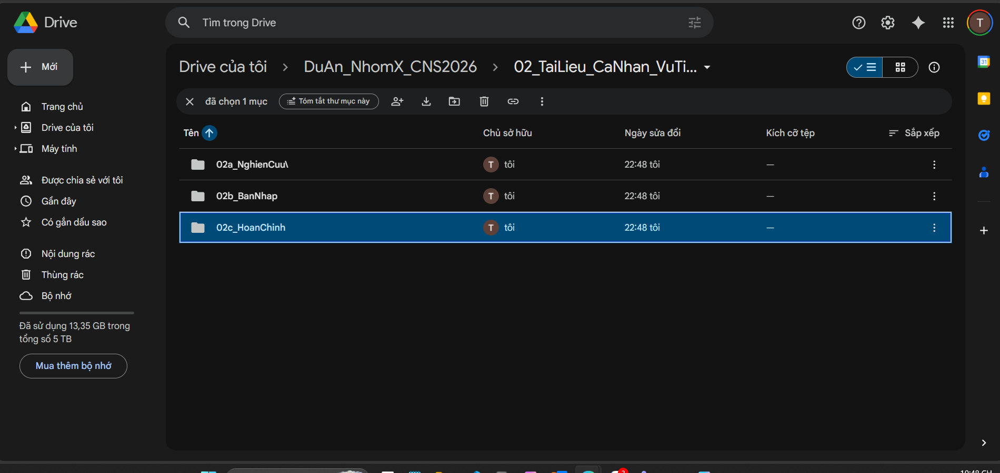 Drive
Tìm trong Drive
T
Mới
Drive của tôi
DuAn_NhomX_CNS2026
02_TaiLieu_CaNhan_VuTi...
31
đã chọn 1 mục
Tóm tắt thư mục này
Trang chủ
Drive của tôi
Máy tính
Được chia sẻ với tôi
Gần đây
Có gắn dấu sao
Nội dung rác
Thùng rác
Bộ nhớ
Đã sử dụng 13,35 GB trong
tổng số 5 TB
Mua thêm bộ nhớ
Tên Chủ sở hữu Ngày sửa đổi Kích cỡ tệp Sắp xếp
02a_NghienCuu\ T tôi 22:48 tôi —
02b_BanNhap T tôi 22:48 tôi —
02c_HoanChinh T tôi 22:48 tôi —
2
10:48 CH